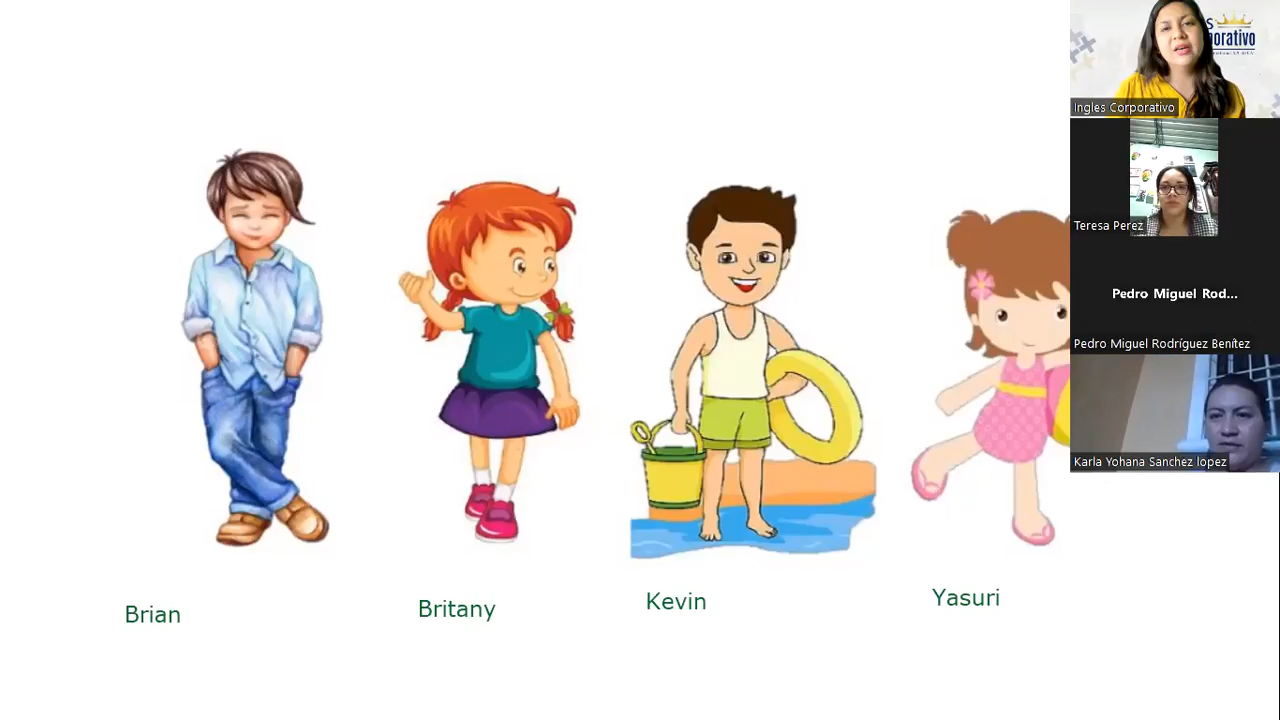 Brian
Britany
Kevin
Yasuri
Ingles Corporativo
Teresa Perez
Pedro Miguel Rod...
Pedro Miguel Rodríguez Benítez
Karla Yohana Sanchez lopez